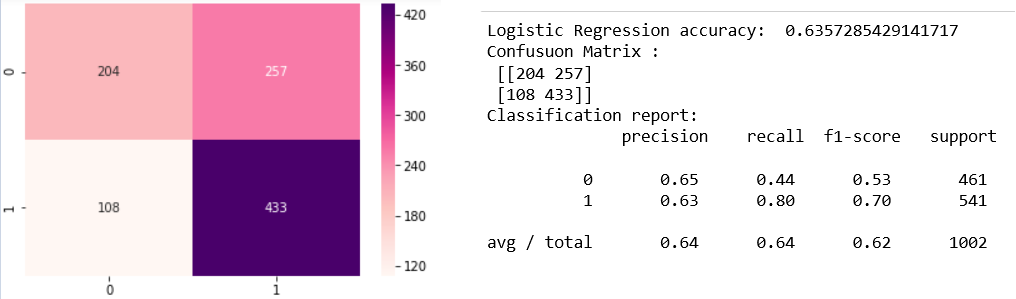 0
204
257
1
108
433
0
1
420
360
300
240
180
120
Logistic Regression accuracy:  0.6357285429141717
Confusuon Matrix :
[[204 257]
[108 433]]
Classification report:
precision    recall  f1-score   support
0       0.65      0.44      0.53       461
1       0.63      0.80      0.70       541
avg / total       0.64      0.64      0.62      1002